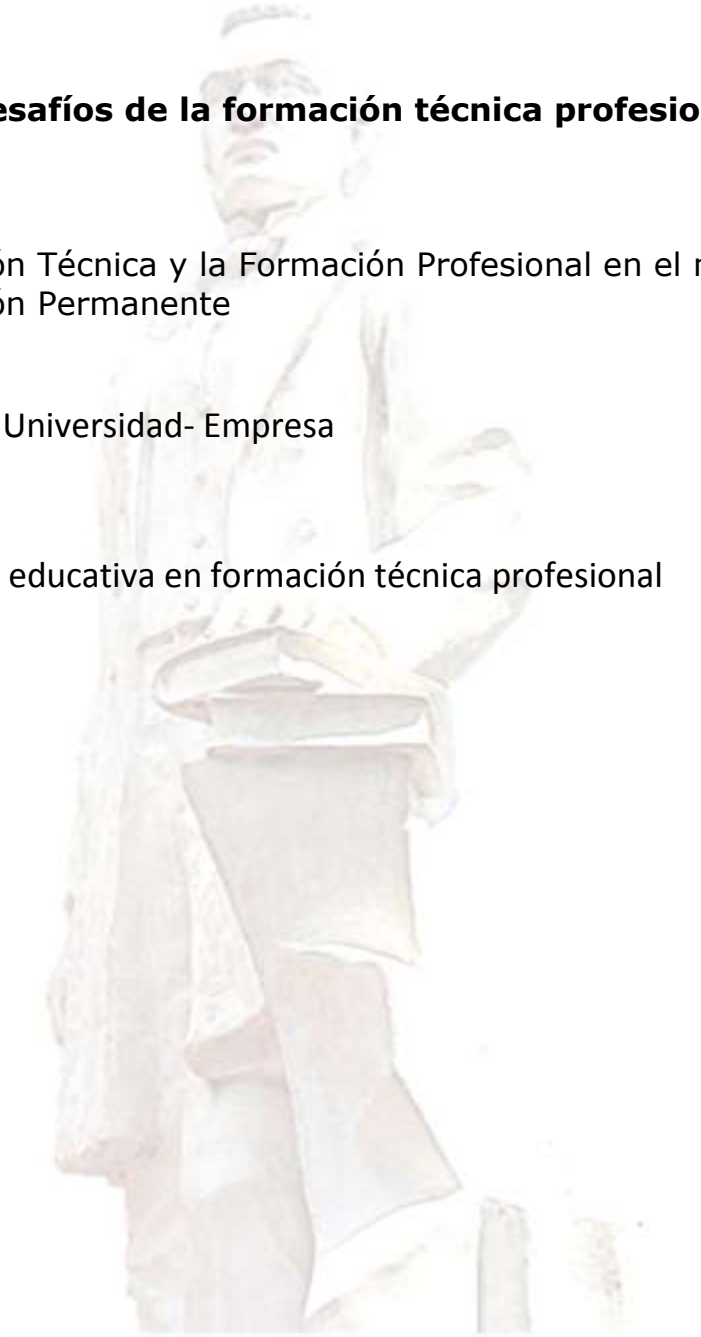 esafíos de la formación técnica profesio
ón Técnica y la Formación Profesional en el
ón Permanente
Universidad- Empresa
educativa en formación técnica profesional